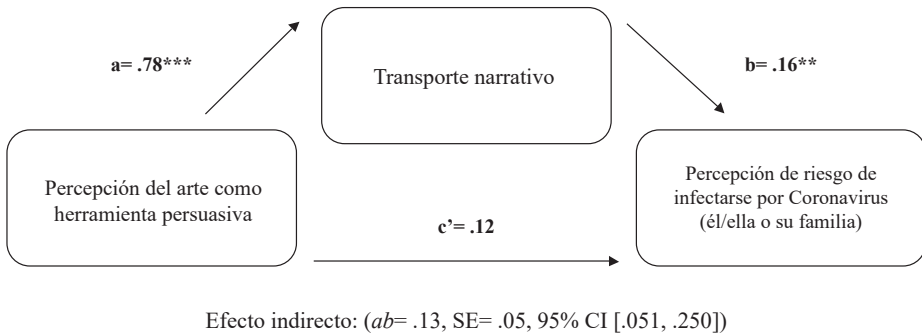 a= .78***
Transporte narrativo
b= .16**
Percepción del arte como
herramienta persuasiva
c’= .12
Percepción de riesgo de
infectarse por Coronavirus
(él/ella o su familia)
Efecto indirecto: (ab= .13, SE= .05, 95% CI [.051, .250])